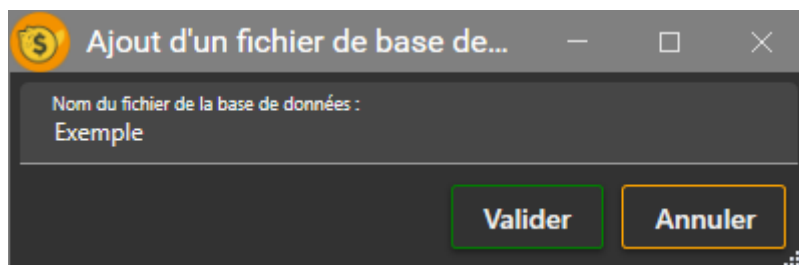 Ajout d'un fichier de base de...
Nom du fichier de la base de données :
Exemple
Valider
Annuler